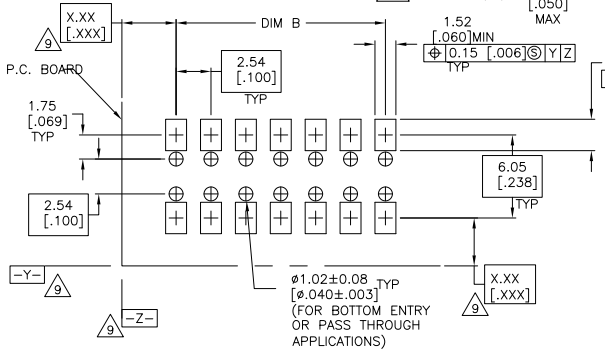 X.XX
[.XXX]
9
DIM B
[.050]
MAX
1.52
[.060]MIN
⌖ 0.15 [.006]Ⓢ Y Z
TYP
P.C. BOARD
2.54
[.100]
TYP
1.75
[.069]
TYP
6.05
[.238]
TYP
2.54
[.100]
-Y-
9
9
-Z-
ø1.02±0.08 TYP
[ø.040±.003]
(FOR BOTTOM ENTRY
OR PASS THROUGH
APPLICATIONS)
X.XX
[.XXX]
9